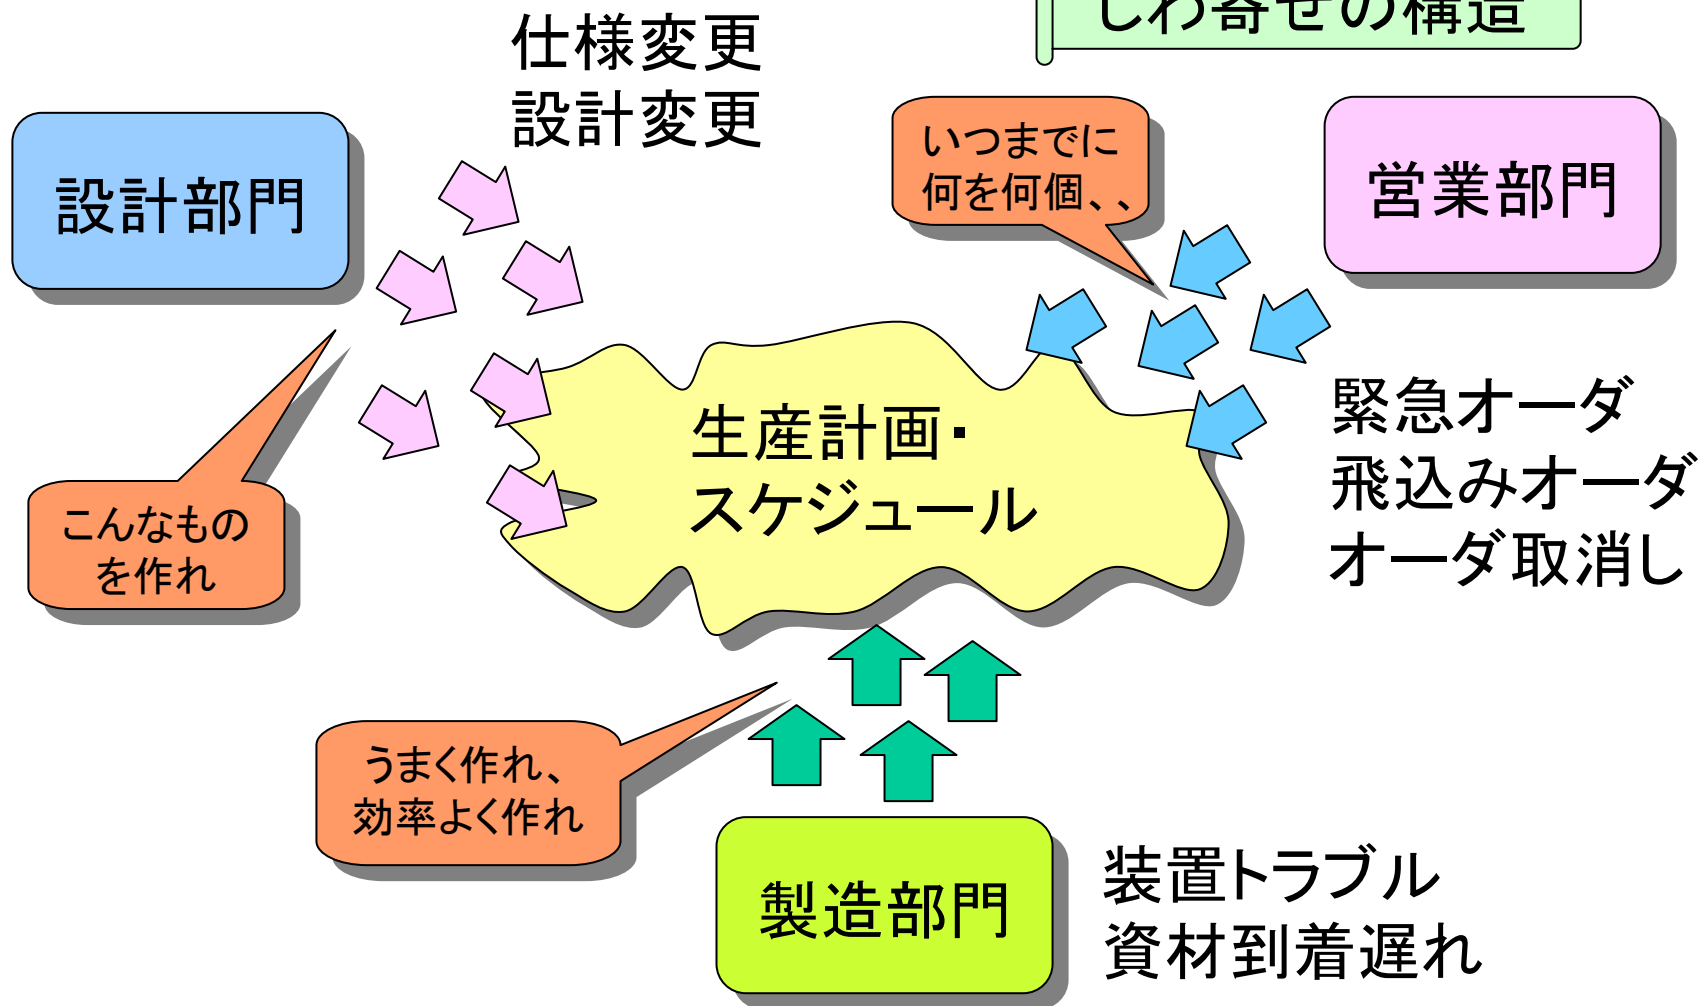 しわ寄せの構造
仕様変更
設計変更
設計部門
いつまでに
何を何個、、
営業部門
生産計画・
スケジュール
緊急オーダ
飛込みオーダ
オーダ取消し
こんなもの
を作れ
うまく作れ、
効率よく作れ
製造部門
装置トラブル
資材到着遅れ